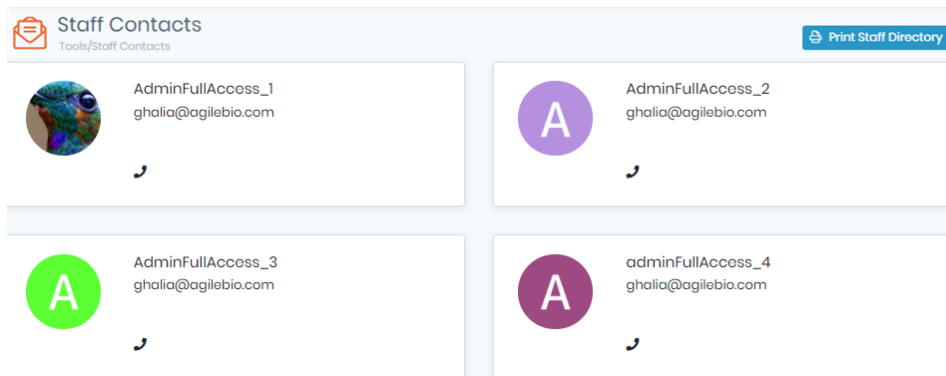 Staff Contacts
Tools/Staff Contacts
Print Staff Directory
AdminFullAccess_1
ghalia@agilebio.com
A
AdminFullAccess_2
ghalia@agilebio.com
A
AdminFullAccess_3
ghalia@agilebio.com
A
adminFullAccess_4
ghalia@agilebio.com